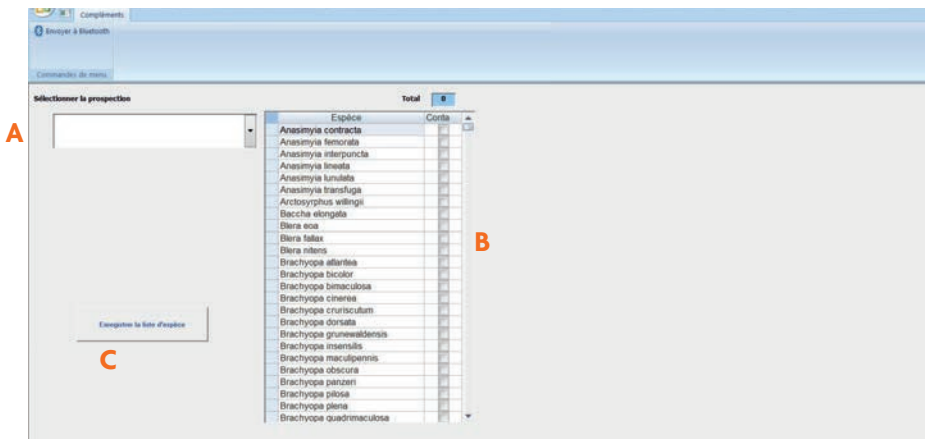 Compléments
Envoyer à Bluetooth
Commandes de menu
Sélectionner la prospection
Total 0
A
Espèce Conta
Anasimyia contracta
Anasimyia femorata
Anasimyia interpuncta
Anasimyia lineata
Anasimyia lunulata
Anasimyia transfuga
Arctosyrphus willingii
Baccha elongata
Blera eoa
Blera fallax
Blera nitens
Brachyopa atlantea
Brachyopa bicolor
Brachyopa bimaculosa
Brachyopa cinerea
Brachyopa cruriscutum
Brachyopa dorsata
Brachyopa grunewaldensis
Brachyopa insensilis
Brachyopa maculipennis
Brachyopa obscura
Brachyopa panzeri
Brachyopa pilosa
Brachyopa plena
Brachyopa quadrimaculosa
B
Enregistrer la liste d'espèce
C